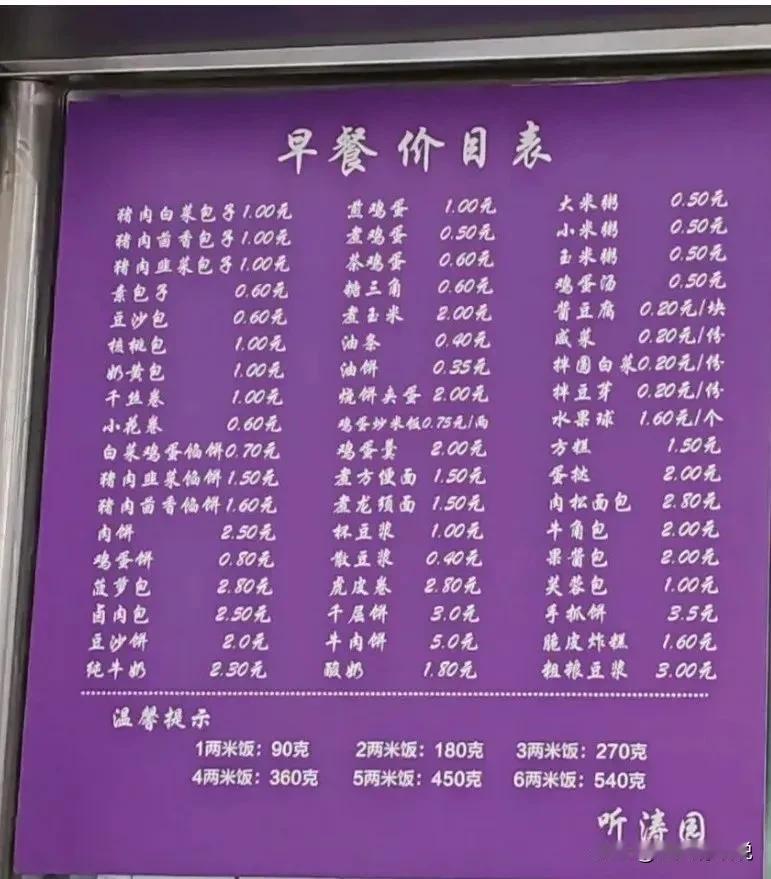 早餐价目表
猪肉白菜包子1.00元
猪肉茴香包子1.00元
猪肉韭菜包子1.00元
素包子 0.60元
豆沙包 0.60元
核桃包 1.00元
奶黄包 1.00元
千丝卷 1.00元
小花卷 0.60元
白菜鸡蛋馅饼0.70元
猪肉韭菜馅饼1.50元
猪肉茴香馅饼1.60元
肉饼 2.50元
鸡蛋饼 0.80元
菠萝包 2.80元
卤肉包 2.50元
豆沙饼 2.0元
纯牛奶 2.30元
煎鸡蛋 1.00元
煮鸡蛋 0.50元
茶鸡蛋 0.60元
糖三角 0.60元
煮玉米 2.00元
油条 0.40元
油饼 0.35元
烧饼夹蛋 2.00元
鸡蛋炒米饭0.75元/两
鸡蛋羹 2.00元
煮方便面 1.50元
煮龙须面 1.50元
杯豆浆 1.00元
散豆浆 0.40元
虎皮卷 2.80元
千层饼 3.0元
牛肉饼 5.0元
酸奶 1.80元
大米粥 0.50元
小米粥 0.50元
玉米粥 0.50元
鸡蛋汤 0.50元
酱豆腐 0.20元/块
咸菜 0.20元/份
拌圆白菜0.20元/份
拌豆芽 0.20元/份
水果球 1.60元/个
方糕 1.50元
蛋挞 2.00元
肉松面包 2.80元
牛角包 2.00元
果酱包 2.00元
芙蓉包 1.00元
手抓饼 3.5元
脆皮炸糕 1.60元
粗粮豆浆 3.00元
温馨提示
1两米饭：90克 2两米饭：180克 3两米饭：270克
4两米饭：360克 5两米饭：450克 6两米饭：540克
听涛园